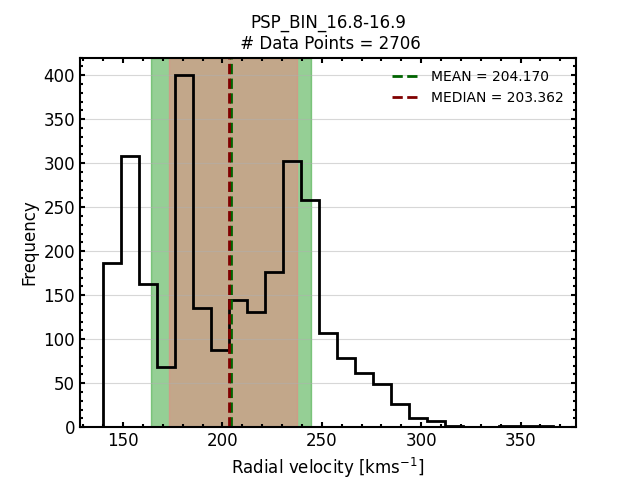 PSP_BIN_16.8-16.9
# Data Points = 2706
MEAN = 204.170
MEDIAN = 203.362
Frequency
400
350
300
250
200
150
100
50
0
150 200 250 300 350
Radial velocity [kms⁻¹]